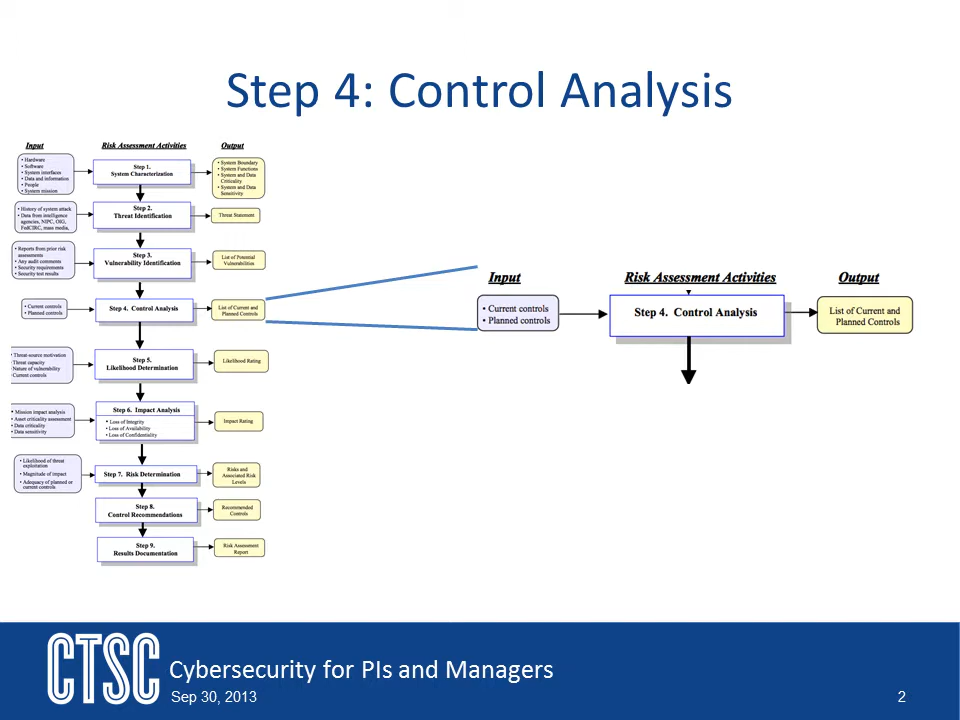 Step 4: Control Analysis
Input
Risk Assessment Activities
Output
• Hardware
• Software
• System interfaces
• Data and information
• People
• System mission
Step 1.
System Characterization
• System Boundary
• System Functions
• System and Data
Criticality
• System and Data
Sensitivity
• History of system attack
• Data from intelligence
agencies, NIPC, OIG,
FedCIRC, mass media,
Step 2.
Threat Identification
Threat Statement
• Reports from prior risk
assessments
• Any audit comments
• Security requirements
• Security test results
Step 3.
Vulnerability Identification
List of Potential
Vulnerabilities
• Current controls
• Planned controls
Step 4. Control Analysis
List of Current and
Planned Controls
• Threat-source motivation
Threat capacity
Nature of vulnerability
Current controls
Step 5.
Likelihood Determination
Likelihood Rating
• Mission impact analysis
• Asset criticality assessment
• Data criticality
• Data sensitivity
Step 6. Impact Analysis
• Loss of Integrity
• Loss of Availability
• Loss of Confidentiality
Impact Rating
• Likelihood of threat
exploitation
• Magnitude of impact
• Adequacy of planned or
current controls
Step 7. Risk Determination
Risks and
Associated Risk
Levels
Step 8.
Control Recommendations
Recommended
Controls
Step 9.
Results Documentation
Risk Assessment
Report
Input
Risk Assessment Activities
Output
• Current controls
• Planned controls
Step 4. Control Analysis
List of Current and
Planned Controls
CTSC
Cybersecurity for PIs and Managers
Sep 30, 2013
2